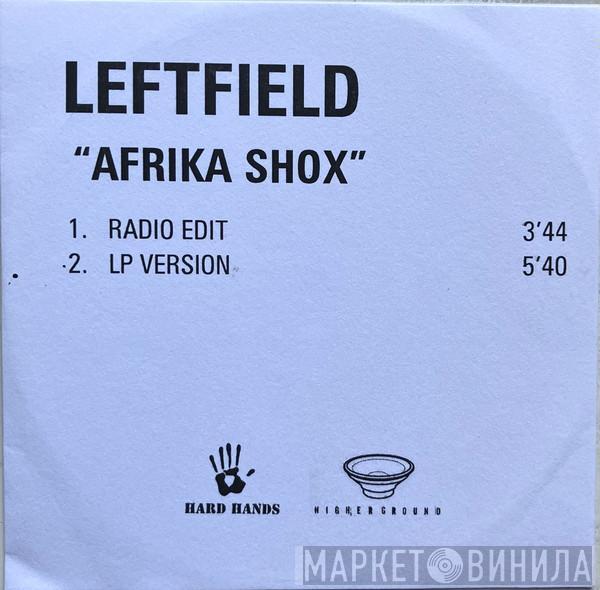 LEFTFIELD
“AFRIKA SHOX”
1. RADIO EDIT 3’44
2. LP VERSION 5’40
HARD HANDS
HIGHERGROUND
МАРКЕТ ВИНИЛА